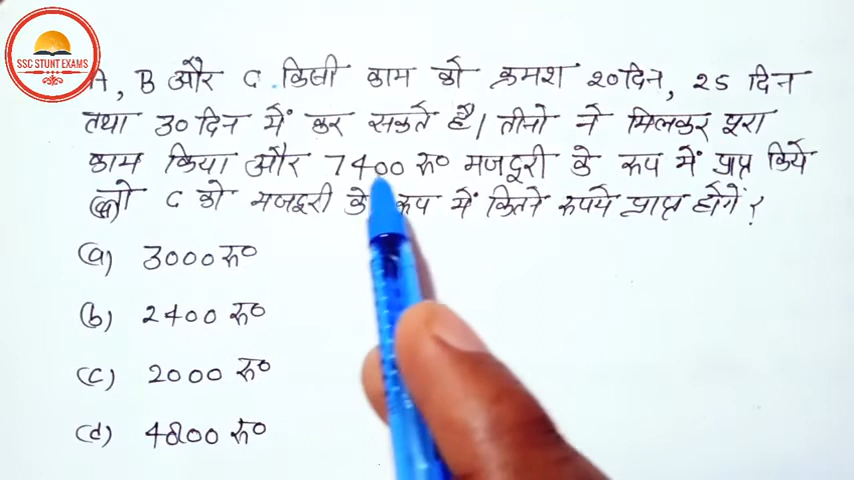 SSC STUNT EXAMS
A, B और C किसी काम को क्रमश २०दिन, 25 दिन
तथा 30 दिन में कर सकते है। तीनो ने मिलकर पूरा
काम किया और 7400 रू० मजदूरी के रूप में प्राप्त किये
तो C को मजदूरी के रूप में कितने रुपये प्राप्त होगें?
(a) 3000 रू०
(b) 2400 रू०
(c) 2000 रू०
(d) 4800 रू०